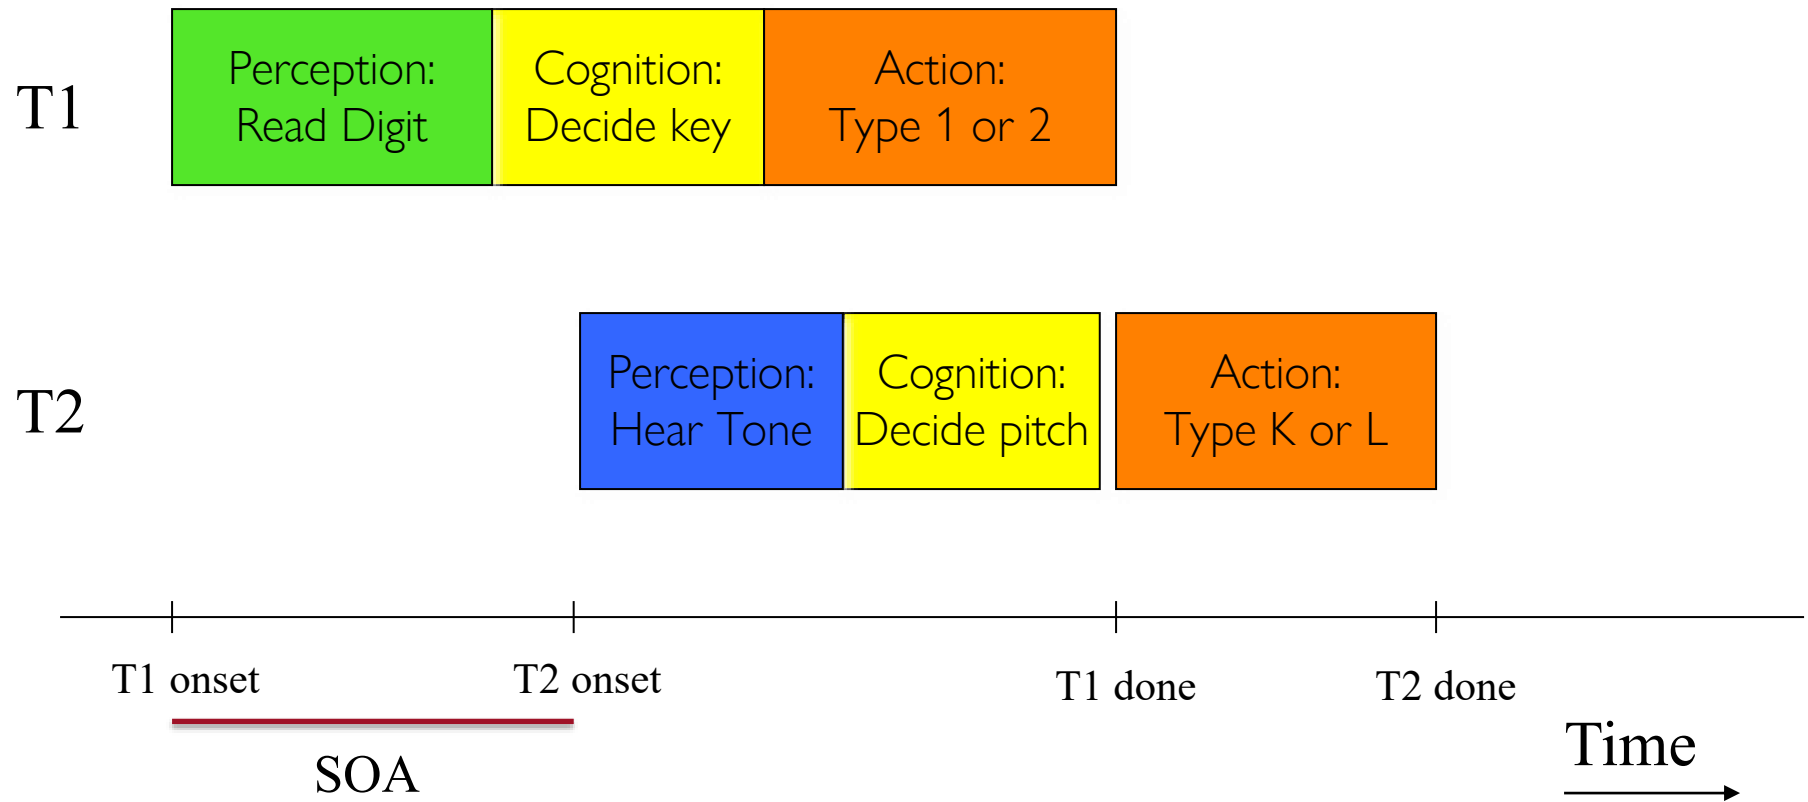 T1
Perception:
Read Digit
Cognition:
Decide key
Action:
Type 1 or 2
T2
Perception:
Hear Tone
Cognition:
Decide pitch
Action:
Type K or L
T1 onset
T2 onset
T1 done
T2 done
SOA
Time